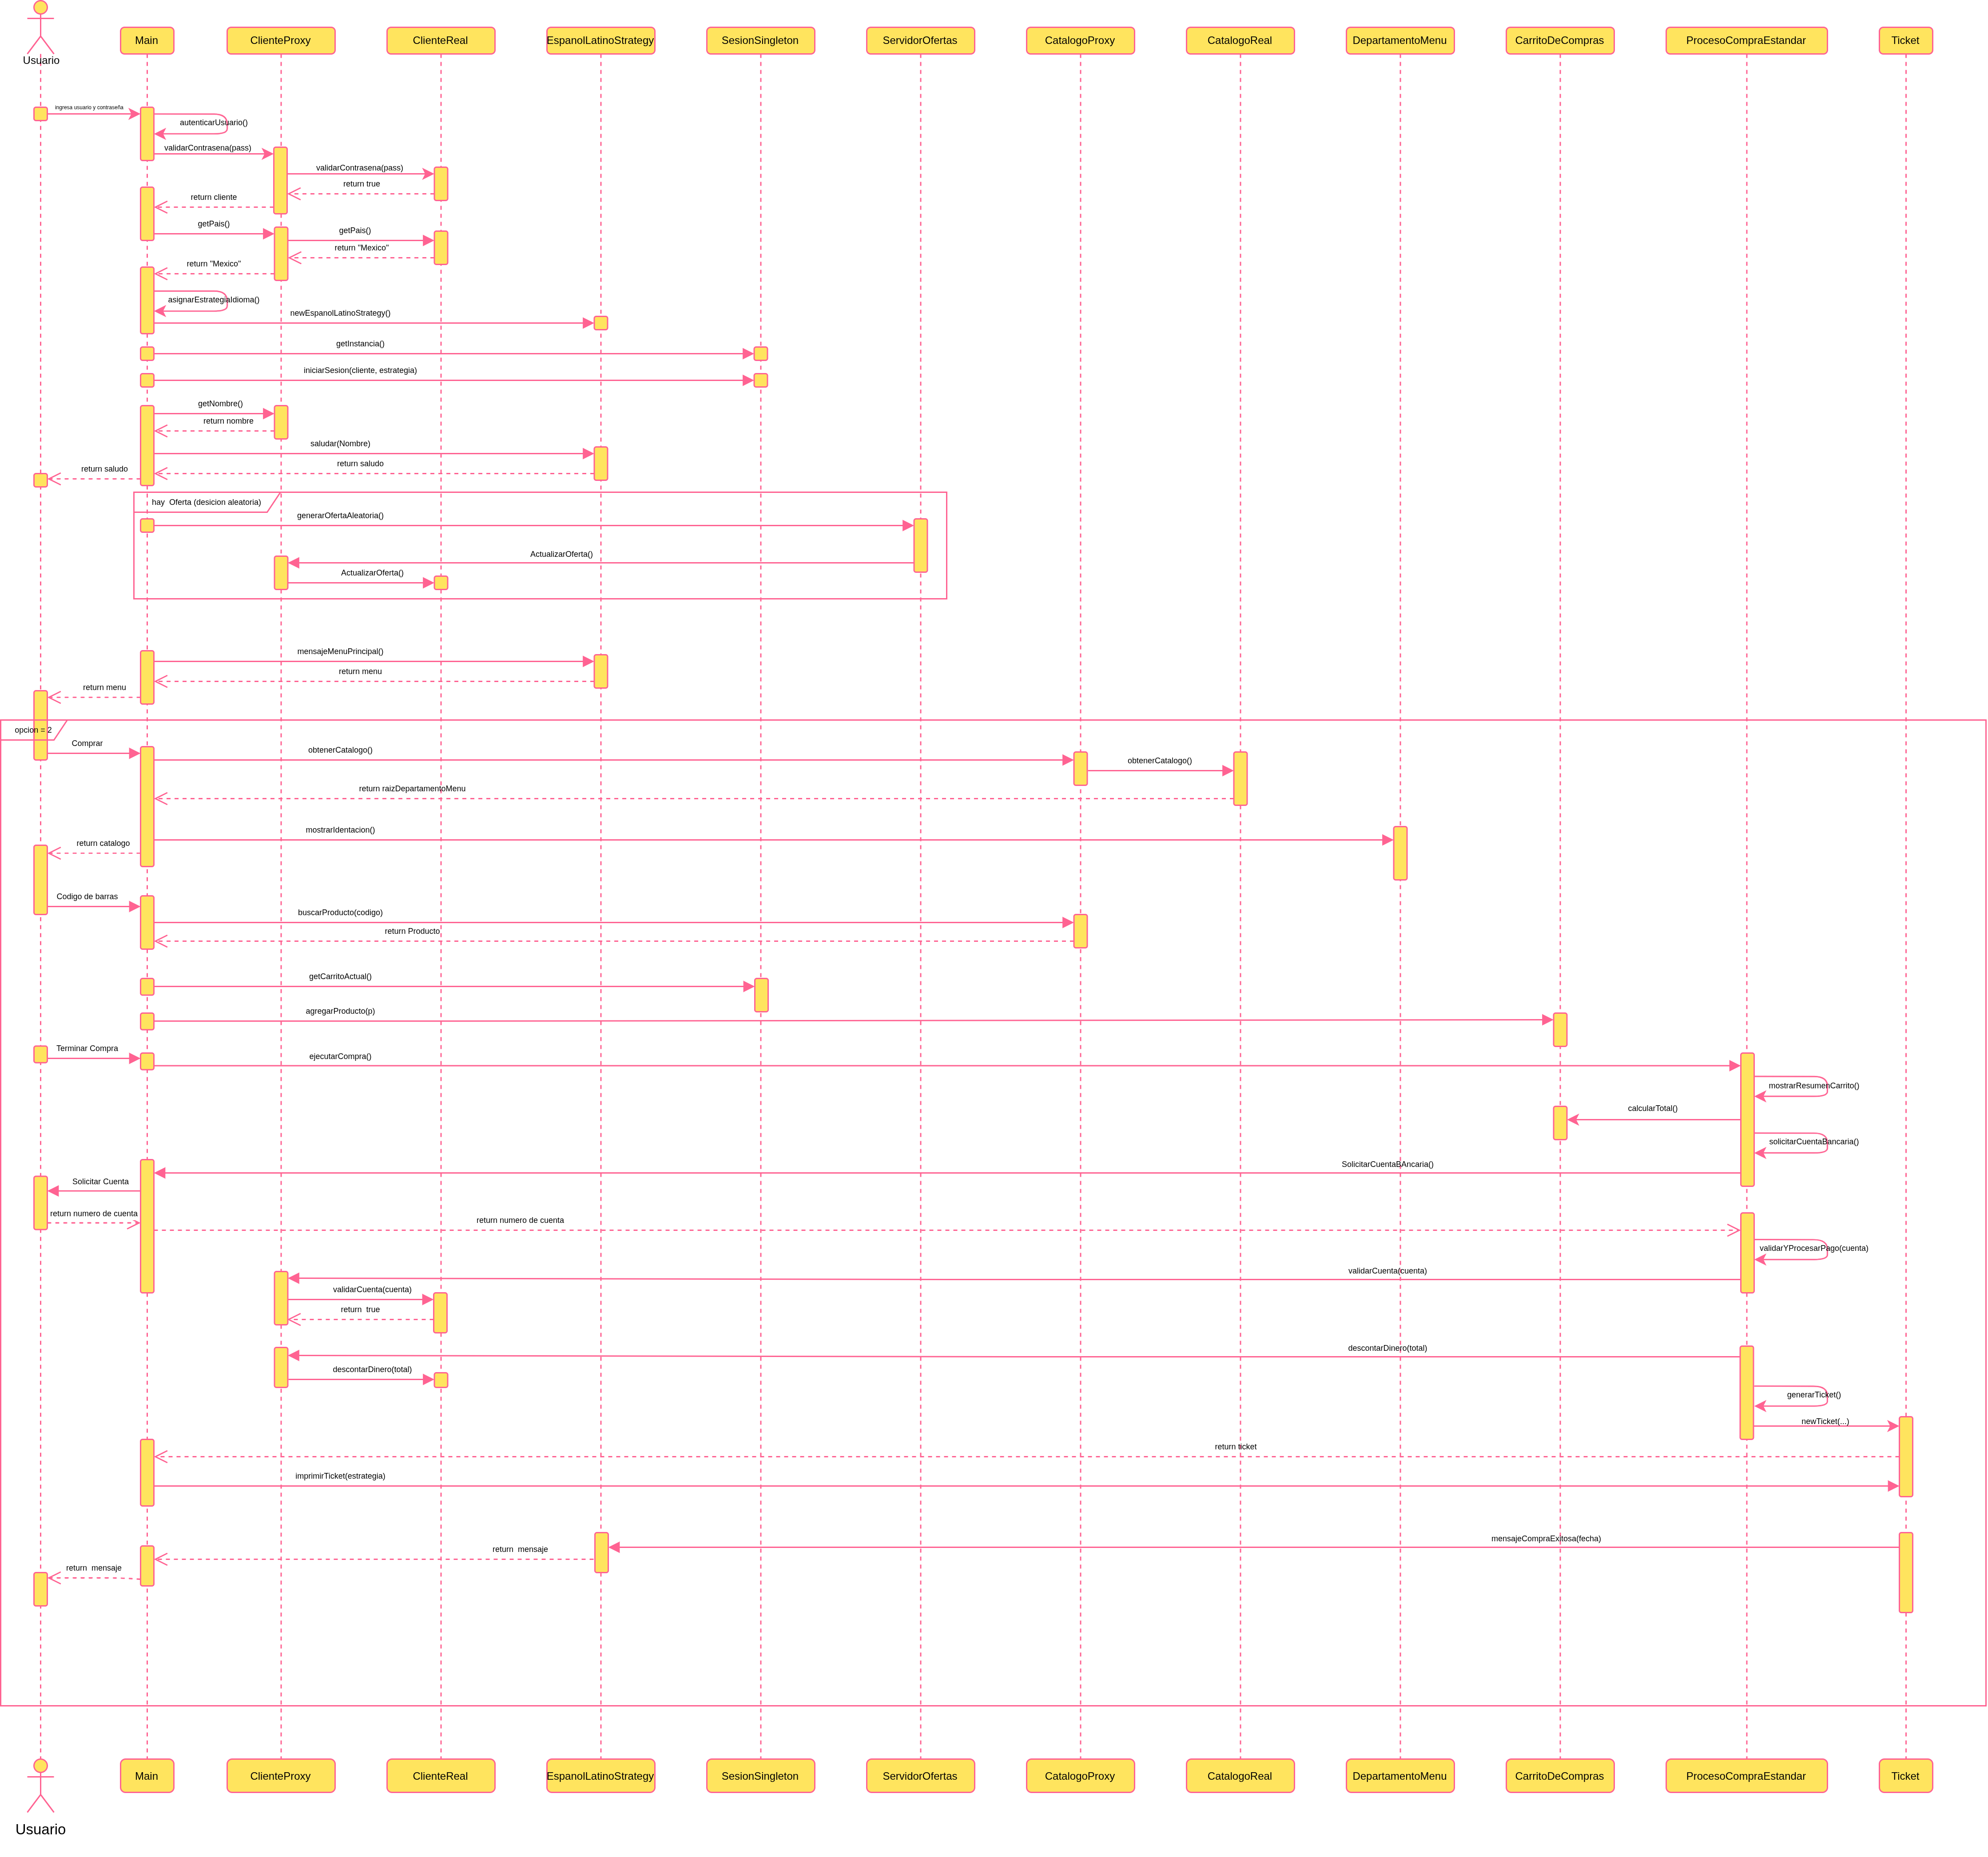 Usuario
Main
ClienteProxy
ClienteReal
EspanolLatinoStrategy
SesionSingleton
ServidorOfertas
CatalogoProxy
CatalogoReal
DepartamentoMenu
CarritoDeCompras
ProcesoCompraEstandar
Ticket
ingresa usuario y contraseña
autenticarUsuario()
validarContrasena(pass)
validarContrasena(pass)
return true
return cliente
getPais()
getPais()
return "Mexico"
return "Mexico"
asignarEstrategiaIdioma()
newEspanolLatinoStrategy()
getInstancia()
iniciarSesion(cliente, estrategia)
getNombre()
return nombre
saludar(Nombre)
return saludo
return saludo
hay  Oferta (desicion aleatoria)
generarOfertaAleatoria()
ActualizarOferta()
ActualizarOferta()
mensajeMenuPrincipal()
return menu
return menu
opcion = 2
Comprar
obtenerCatalogo()
obtenerCatalogo()
return raizDepartamentoMenu
mostrarIdentacion()
return catalogo
Codigo de barras
buscarProducto(codigo)
return Producto
getCarritoActual()
agregarProducto(p)
Terminar Compra
ejecutarCompra()
mostrarResumenCarrito()
calcularTotal()
solicitarCuentaBancaria()
SolicitarCuentaBAncaria()
Solicitar Cuenta
return numero de cuenta
return numero de cuenta
validarYProcesarPago(cuenta)
validarCuenta(cuenta)
validarCuenta(cuenta)
return  true
descontarDinero(total)
descontarDinero(total)
generarTicket()
newTicket(...)
return ticket
imprimirTicket(estrategia)
mensajeCompraExitosa(fecha)
return  mensaje
return  mensaje
Main
ClienteProxy
ClienteReal
EspanolLatinoStrategy
SesionSingleton
ServidorOfertas
CatalogoProxy
CatalogoReal
DepartamentoMenu
CarritoDeCompras
ProcesoCompraEstandar
Ticket
Usuario